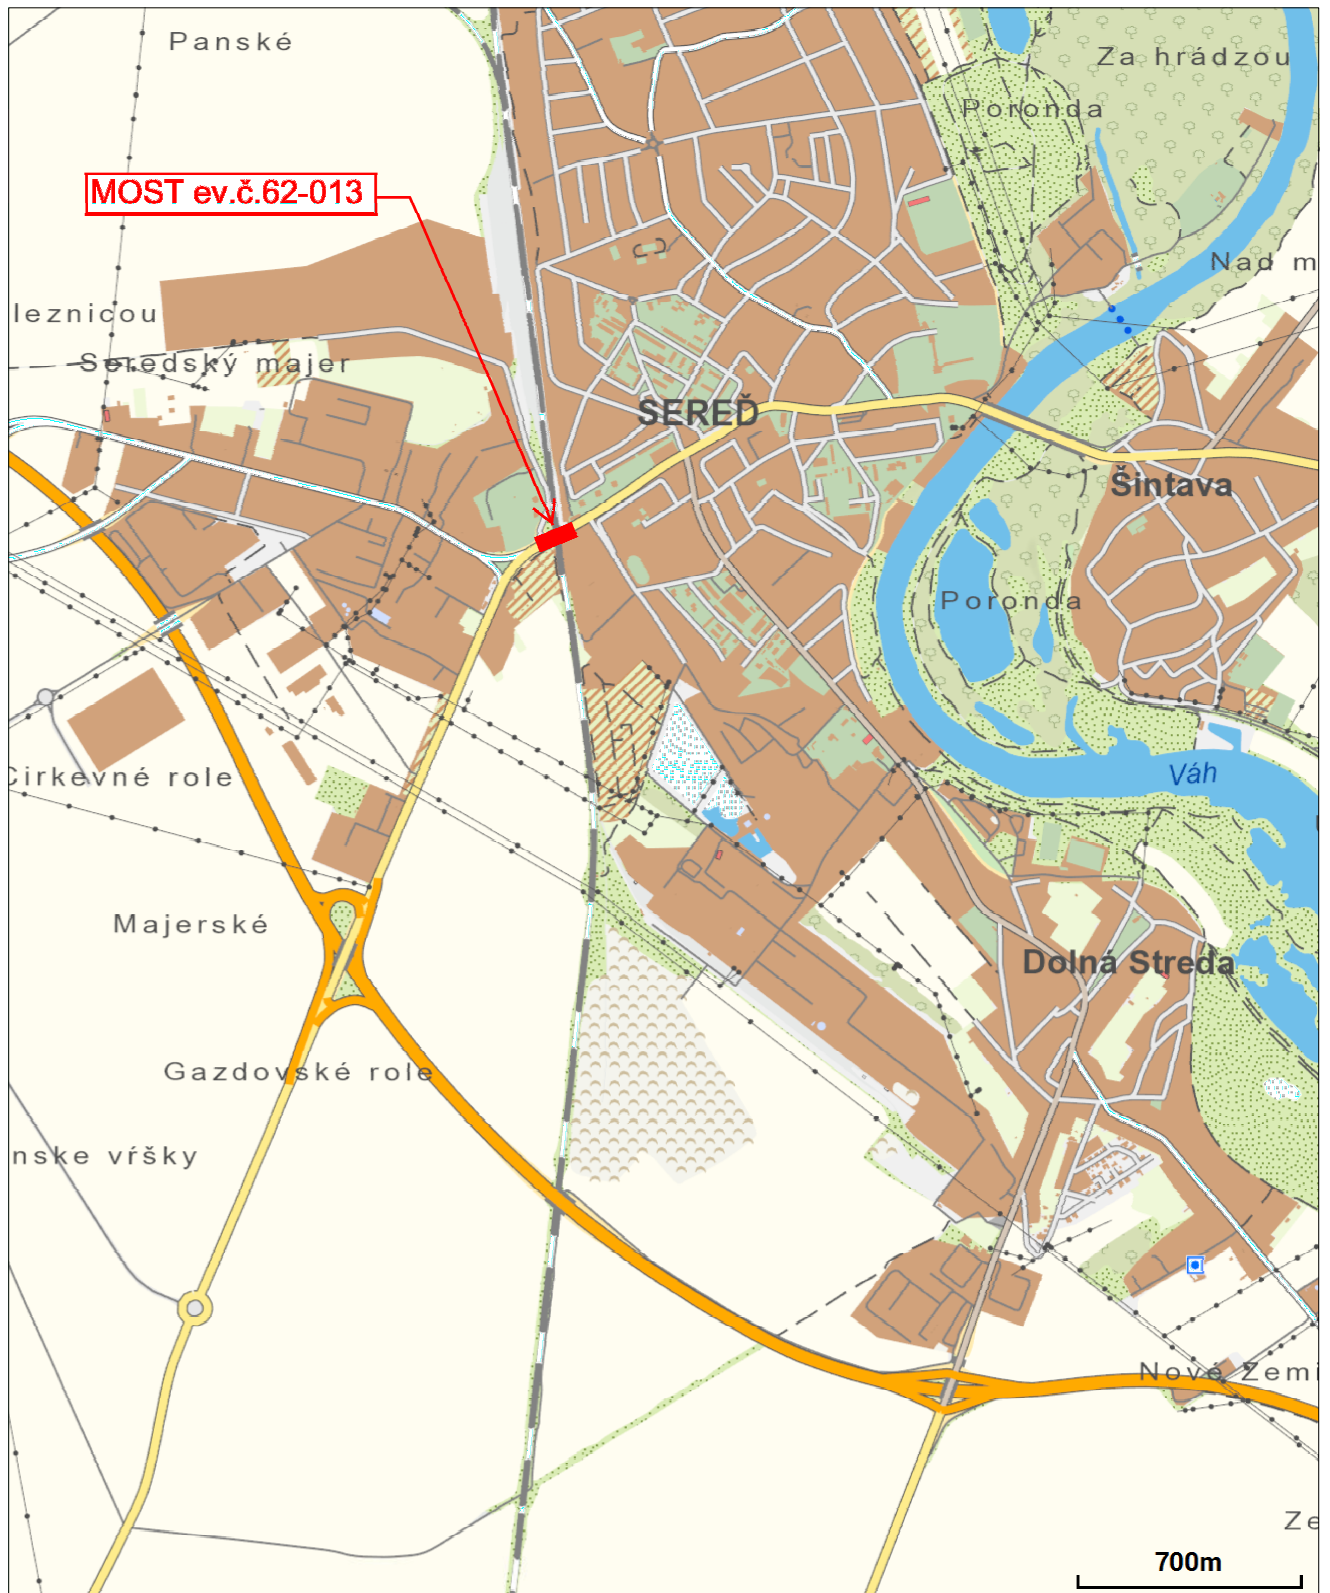 Panské
Za hrádzou
Poronda
MOST ev.č.62-013
Nad m
leznicou
Seredský majer
SEREĎ
Šintava
Poronda
Váh
Cirkevné role
Majerské
Dolná Streda
Gazdovské role
nske vŕšky
Nové Zemi
Ze
700m